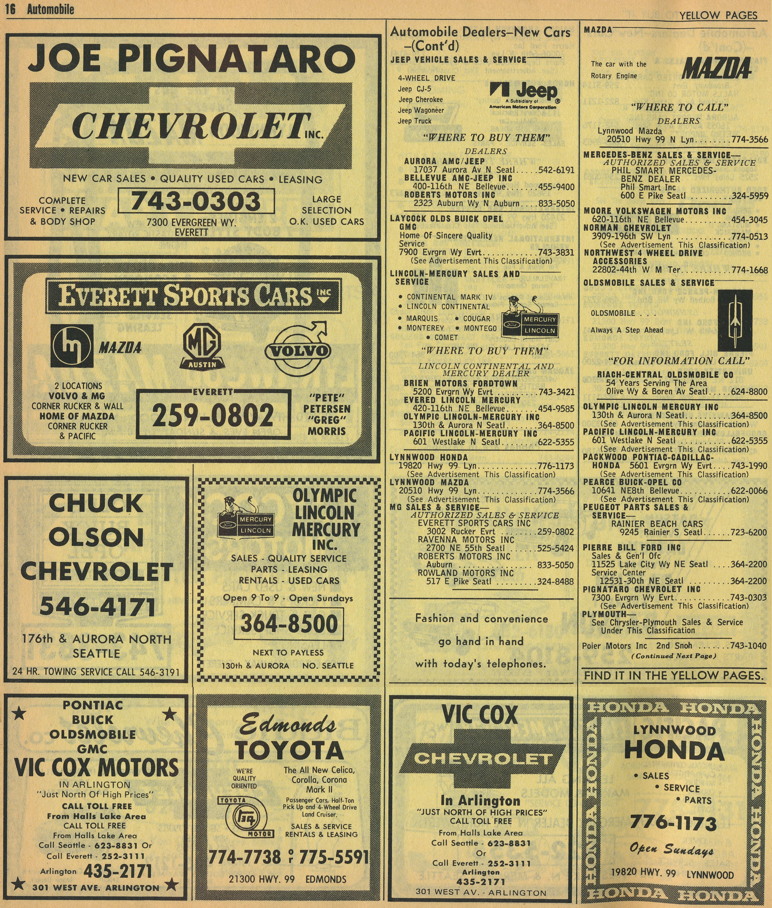 16 Automobile
YELLOW PAGES
JOE PIGNATARO
CHEVROLET INC.
NEW CAR SALES • QUALITY USED CARS • LEASING
COMPLETE
SERVICE • REPAIRS
& BODY SHOP
743-0303
7300 EVERGREEN WY.
EVERETT
LARGE
SELECTION
O.K. USED CARS
EVERETT SPORTS CARS INC
m MAZDA
MG
AUSTIN
VOLVO
2 LOCATIONS
VOLVO & MG
CORNER RUCKER & WALL
HOME OF MAZDA
CORNER RUCKER
& PACIFIC
EVERETT
259-0802
"PETE"
PETERSEN
"GREG"
MORRIS
CHUCK
OLSON
CHEVROLET
546-4171
176th & AURORA NORTH
SEATTLE
24 HR. TOWING SERVICE CALL 546-3191
MERCURY
LINCOLN
OLYMPIC
LINCOLN
MERCURY
INC.
SALES - QUALITY SERVICE
PARTS - LEASING
RENTALS - USED CARS
Open 9 To 9 - Open Sundays
364-8500
NEXT TO PAYLESS
130th & AURORA NO. SEATTLE
PONTIAC
BUICK
OLDSMOBILE
GMC
VIC COX MOTORS
IN ARLINGTON
"Just North Of High Prices"
CALL TOLL FREE
From Halls Lake Area
CALL TOLL FREE
From Halls Lake Area
Call Seattle - 623-8831 Or
Call Everett - 252-3111
Arlington 435-2171
301 WEST AVE. ARLINGTON
Edmonds
TOYOTA
WE'RE
QUALITY
ORIENTED
TOYOTA
MOTOR
The All New Celica,
Corolla, Corona
Mark II
Passenger Cars, Half-Ton
Pick Up and 4-Wheel Drive
Land Cruiser.
SALES & SERVICE
RENTALS & LEASING
774-7738 OR 775-5591
21300 HWY. 99 EDMONDS
Automobile Dealers–New Cars
–(Cont'd)
JEEP VEHICLE SALES & SERVICE
4-WHEEL DRIVE
Jeep CJ-5
Jeep Cherokee
Jeep Wagoneer
Jeep Truck
Jeep®
A Subsidiary of
American Motors Corporation
"WHERE TO BUY THEM"
DEALERS
AURORA AMC/JEEP
17037 Aurora Av N Seatl.....542-6191
BELLEVUE AMC-JEEP INC
400-116th NE Bellevue.......455-9400
ROBERTS MOTORS INC
2323 Auburn Wy N Auburn...833-5050
LAYCOCK OLDS BUICK OPEL
GMC
Home Of Sincere Quality
Service
7900 Evrgrn Wy Evrt..........743-3831
(See Advertisement This Classification)
LINCOLN-MERCURY SALES AND
SERVICE
• CONTINENTAL MARK IV
• LINCOLN CONTINENTAL
• MARQUIS • COUGAR
• MONTEREY • MONTEGO
• COMET
MERCURY
LINCOLN
"WHERE TO BUY THEM"
LINCOLN CONTINENTAL AND
MERCURY DEALER
BRIEN MOTORS FORDTOWN
5200 Evrgrn Wy Evrt..........743-3421
EVERED LINCOLN MERCURY
420-116th NE. Bellevue.......454-9585
OLYMPIC LINCOLN-MERCURY INC
130th & Aurora N Seatl.......364-8500
PACIFIC LINCOLN-MERCURY INC
601 Westlake N Seatl.........622-5355
LYNNWOOD HONDA
19820 Hwy 99 Lyn.............776-1173
(See Advertisement This Classification)
LYNNWOOD MAZDA
20510 Hwy 99 Lyn.............774-3566
(See Advertisement This Classification)
MG SALES & SERVICE—
AUTHORIZED SALES & SERVICE
EVERETT SPORTS CARS INC
3002 Rucker Evrt.........259-0802
RAVENNA MOTORS INC
2700 NE 55th Seatl.......525-5424
ROBERTS MOTORS INC
Auburn...................833-5050
ROWLAND MOTORS INC
517 E Pike Seatl.........324-8488
Fashion and convenience
go hand in hand
with today's telephones.
VIC COX
CHEVROLET
In Arlington
"JUST NORTH OF HIGH PRICES"
CALL TOLL FREE
From Halls Lake Area
Call Seattle - 623-8831
Or
Call Everett - 252-3111
Arlington
435-2171
301 WEST AV. - ARLINGTON
MAZDA
The car with the
Rotary Engine
MAZDA
"WHERE TO CALL"
DEALERS
Lynnwood Mazda
20510 Hwy 99 N Lyn........774-3566
MERCEDES-BENZ SALES & SERVICE—
AUTHORIZED SALES & SERVICE
PHIL SMART MERCEDES-
BENZ DEALER
Phil Smart Inc
600 E Pike Seatl.........324-5959
MOORE VOLKSWAGEN MOTORS INC
620-116th NE Bellevue........454-3045
NORMAN CHEVROLET
3909-196th SW Lyn............774-0513
(See Advertisement This Classification)
NORTHWEST 4 WHEEL DRIVE
ACCESSORIES
22802-44th W M Ter...........774-1668
OLDSMOBILE SALES & SERVICE
OLDSMOBILE . . .
Always A Step Ahead
"FOR INFORMATION CALL"
RIACH-CENTRAL OLDSMOBILE CO
54 Years Serving The Area
Olive Wy & Boren Av Seatl....624-8800
OLYMPIC LINCOLN MERCURY INC
130th & Aurora N Seatl.......364-8500
PACIFIC LINCOLN-MERCURY INC
601 Westlake N Seatl.........622-5355
PACKWOOD PONTIAC-CADILLAC-
HONDA 5601 Evrgrn Wy Evrt..743-1990
(See Advertisement This Classification)
PEARCE BUICK-OPEL CO
10641 NE8th Bellevue.........622-0066
PEUGEOT PARTS SALES &
SERVICE—
RAINIER BEACH CARS
9245 Rainier S Seatl.....723-6200
PIERRE BILL FORD INC
Sales & Gen'l Ofc
11525 Lake City Wy NE Seatl...364-2200
Service Center
12531-30th NE Seatl..........364-2200
PIGNATARO CHEVROLET INC
7300 Evrgrn Wy Evrt..........743-0303
(See Advertisement This Classification)
PLYMOUTH—
See Chrysler-Plymouth Sales & Service
Under This Classification
Poier Motors Inc 2nd Snoh ......743-1040
(Continued Next Page)
FIND IT IN THE YELLOW PAGES.
HONDA HONDA
HONDA HONDA
HONDA HONDA
HONDA HONDA
LYNNWOOD
HONDA
• SALES
• SERVICE
• PARTS
776-1173
Open Sundays
19820 HWY. 99 LYNNWOOD